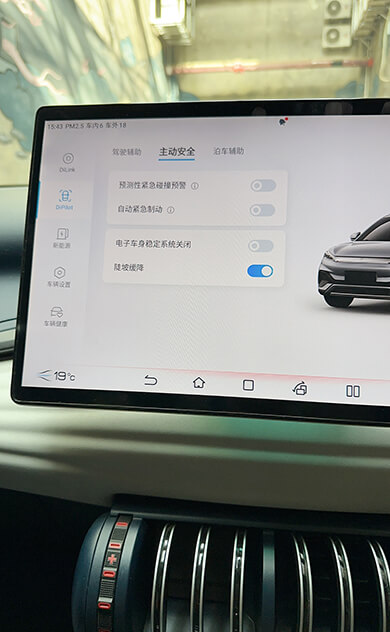 15:43 PM2.5 车内6 车外18
驾驶辅助 主动安全 泊车辅助
DiLink
DiPilot
新能源
车辆设置
车辆健康
预测性紧急碰撞预警
自动紧急制动
电子车身稳定系统关闭
陡坡缓降
19°C